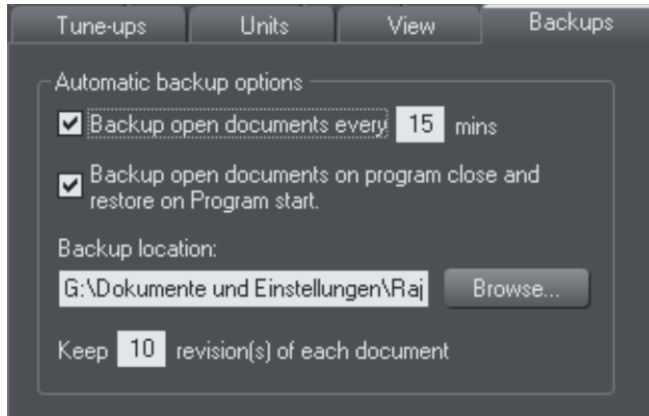 Tune-ups Units View Backups
Automatic backup options
Backup open documents every 15 mins
Backup open documents on program close and
restore on Program start.
Backup location:
G:\Dokumente und Einstellungen\Raj Browse...
Keep 10 revision(s) of each document